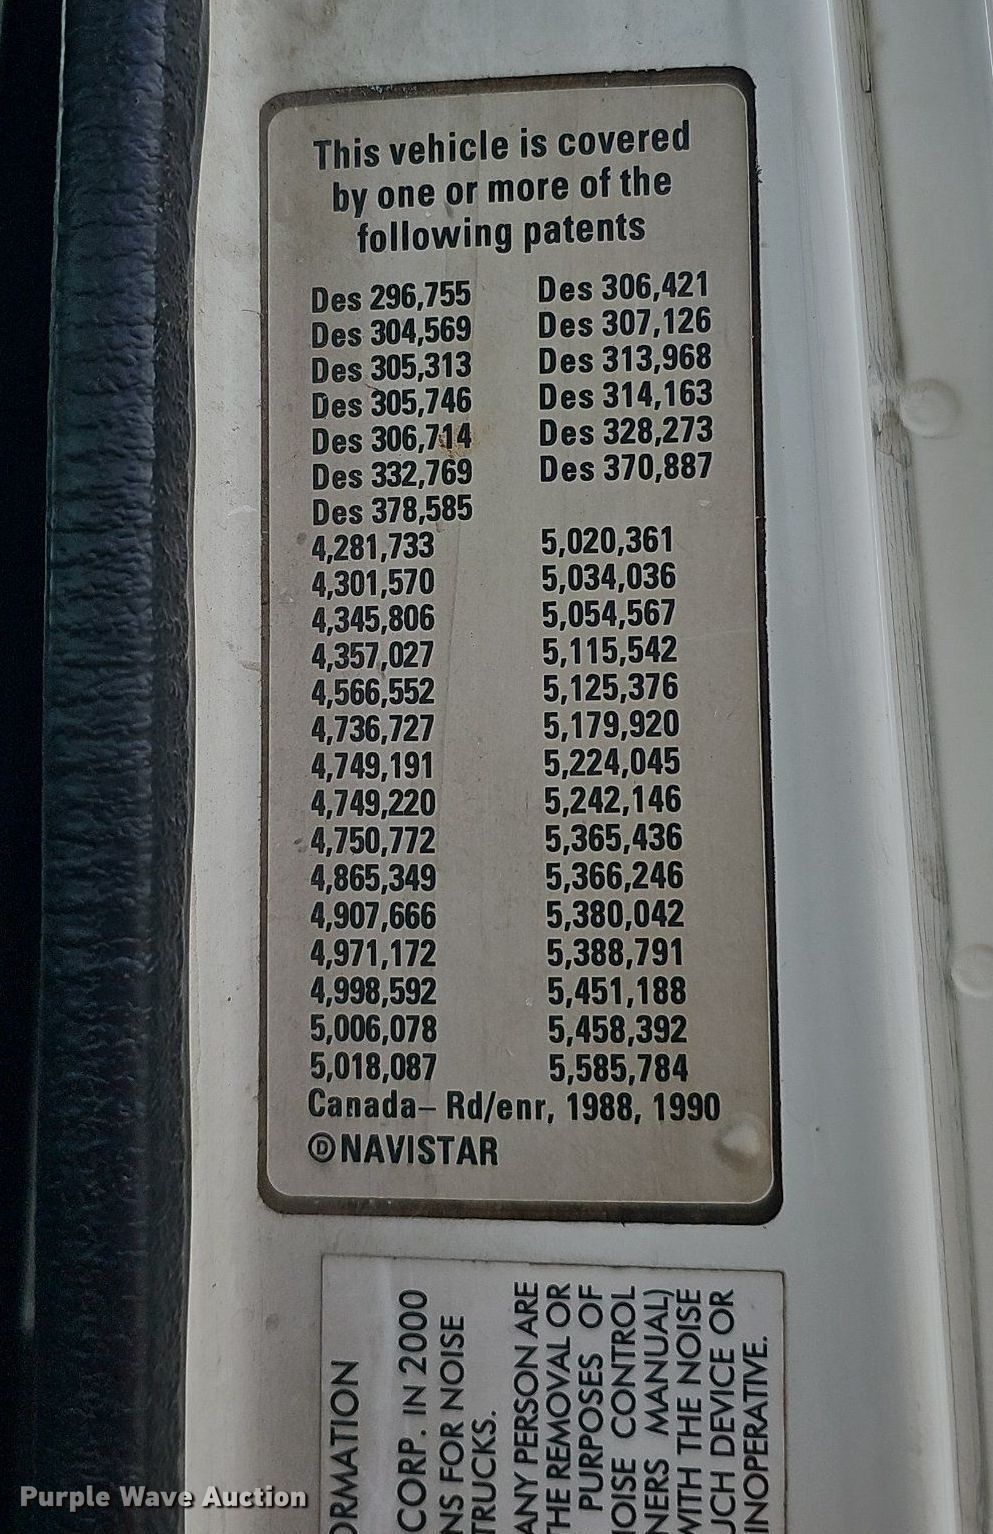 This vehicle is covered
by one or more of the
following patents
Des 296,755 Des 306,421
Des 304,569 Des 307,126
Des 305,313 Des 313,968
Des 305,746 Des 314,163
Des 306,714 Des 328,273
Des 332,769 Des 370,887
Des 378,585
4,281,733 5,020,361
4,301,570 5,034,036
4,345,806 5,054,567
4,357,027 5,115,542
4,566,552 5,125,376
4,736,727 5,179,920
4,749,191 5,224,045
4,749,220 5,242,146
4,750,772 5,365,436
4,865,349 5,366,246
4,907,666 5,380,042
4,971,172 5,388,791
4,998,592 5,451,188
5,006,078 5,458,392
5,018,087 5,585,784
Canada– Rd/enr, 1988, 1990
Ⓓ NAVISTAR
ORMATION
CORP. IN 2000
NS FOR NOISE
TRUCKS.
ANY PERSON ARE
THE REMOVAL OR
PURPOSES OF
NOISE CONTROL
NERS MANUAL)
WITH THE NOISE
UCH DEVICE OR
INOPERATIVE.
Purple Wave Auction